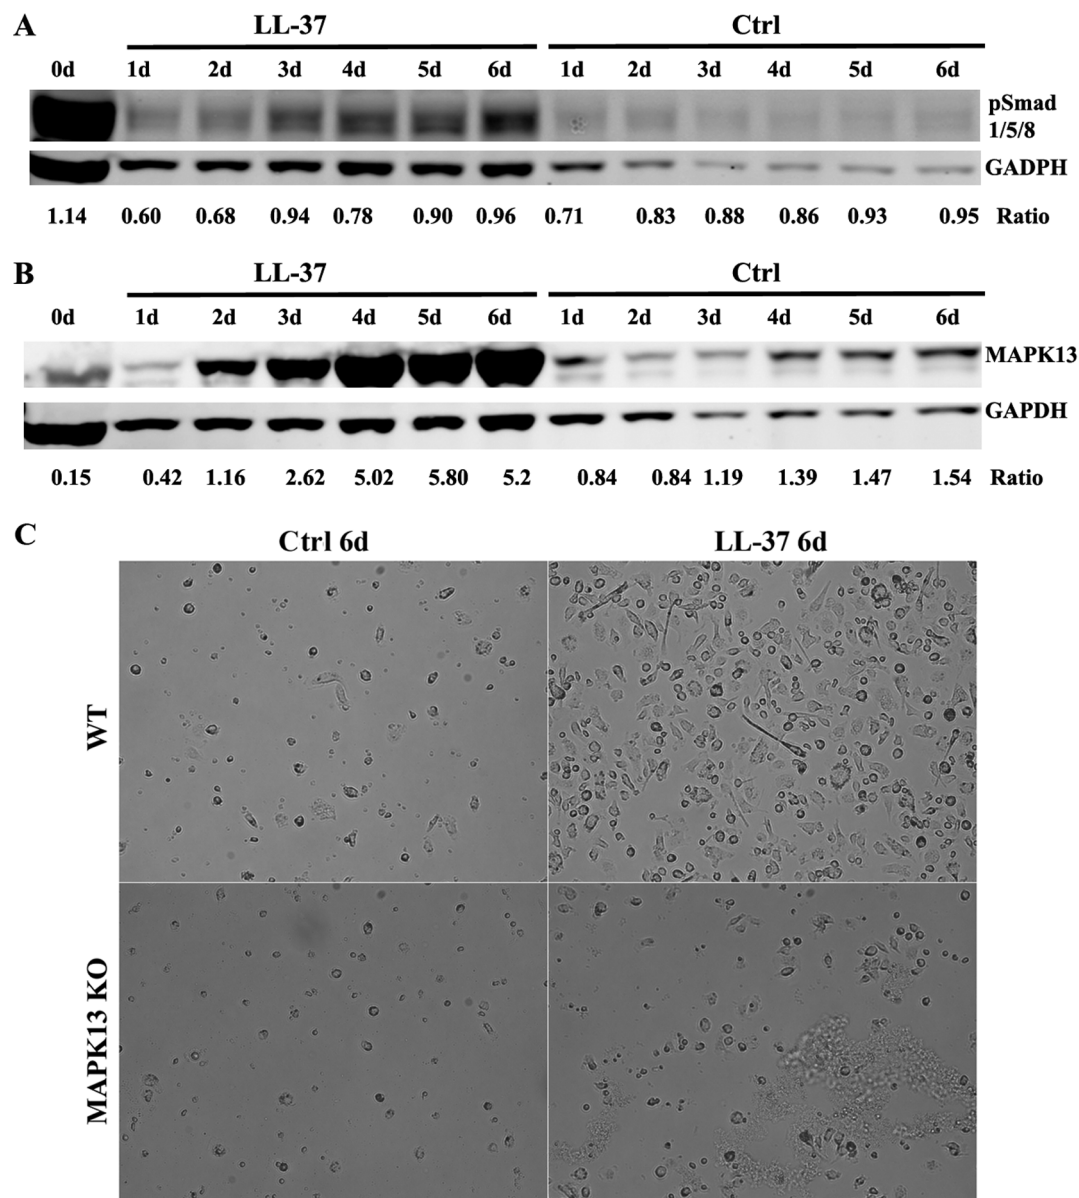 A
LL-37 Ctrl
0d 1d 2d 3d 4d 5d 6d 1d 2d 3d 4d 5d 6d
pSmad
1/5/8
GADPH
1.14 0.60 0.68 0.94 0.78 0.90 0.96 0.71 0.83 0.88 0.86 0.93 0.95 Ratio
B
LL-37 Ctrl
0d 1d 2d 3d 4d 5d 6d 1d 2d 3d 4d 5d 6d
MAPK13
GAPDH
0.15 0.42 1.16 2.62 5.02 5.80 5.2 0.84 0.84 1.19 1.39 1.47 1.54 Ratio
C
Ctrl 6d LL-37 6d
WT
MAPK13 KO